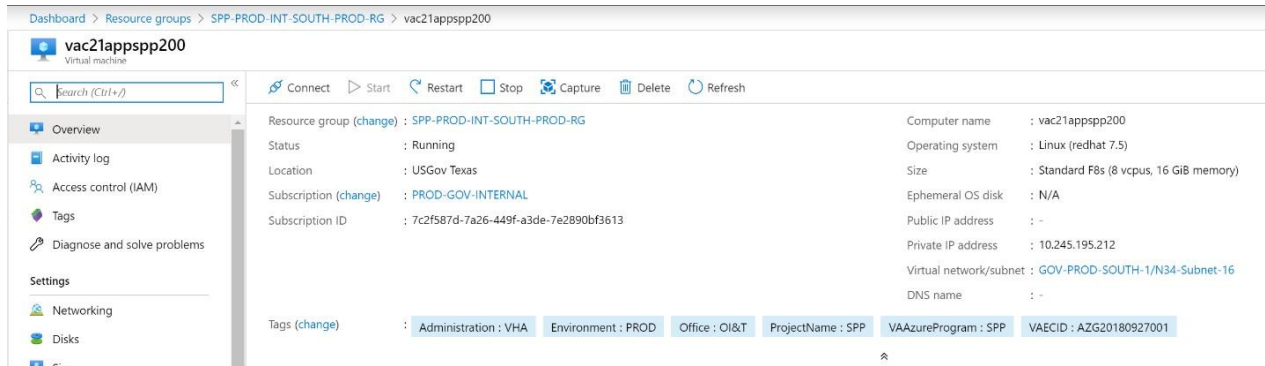 Dashboard > Resource groups > SPP-PROD-INT-SOUTH-PROD-RG > vac21appspp200
vac21appspp200
Virtual machine
Search (Ctrl+/)
«
Connect Start Restart Stop Capture Delete Refresh
Overview
Activity log
Access control (IAM)
Tags
Diagnose and solve problems
Settings
Networking
Disks
Resource group (change) : SPP-PROD-INT-SOUTH-PROD-RG
Status : Running
Location : USGov Texas
Subscription (change) : PROD-GOV-INTERNAL
Subscription ID : 7c2f587d-7a26-449f-a3de-7e2890bf3613
Computer name : vac21appspp200
Operating system : Linux (redhat 7.5)
Size : Standard F8s (8 vcpus, 16 GiB memory)
Ephemeral OS disk : N/A
Public IP address : -
Private IP address : 10.245.195.212
Virtual network/subnet : GOV-PROD-SOUTH-1/N34-Subnet-16
DNS name : -
Tags (change) : Administration : VHA Environment : PROD Office : OI&T ProjectName : SPP VAAzureProgram : SPP VAECID : AZG20180927001